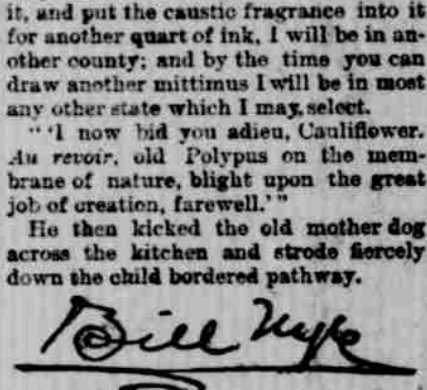 it, and put the caustic fragrance into it
for another quart of ink, I will be in an-
other county; and by the time you can
draw another mittimus I will be in most
any other state which I may, select.
"'I now bid you adieu, Cauliflower.
Au revoir, old Polypus on the mem-
brane of nature, blight upon the great
job of creation, farewell.'"
He then kicked the old mother dog
across the kitchen and strode fiercely
down the child bordered pathway.
Bill Nye